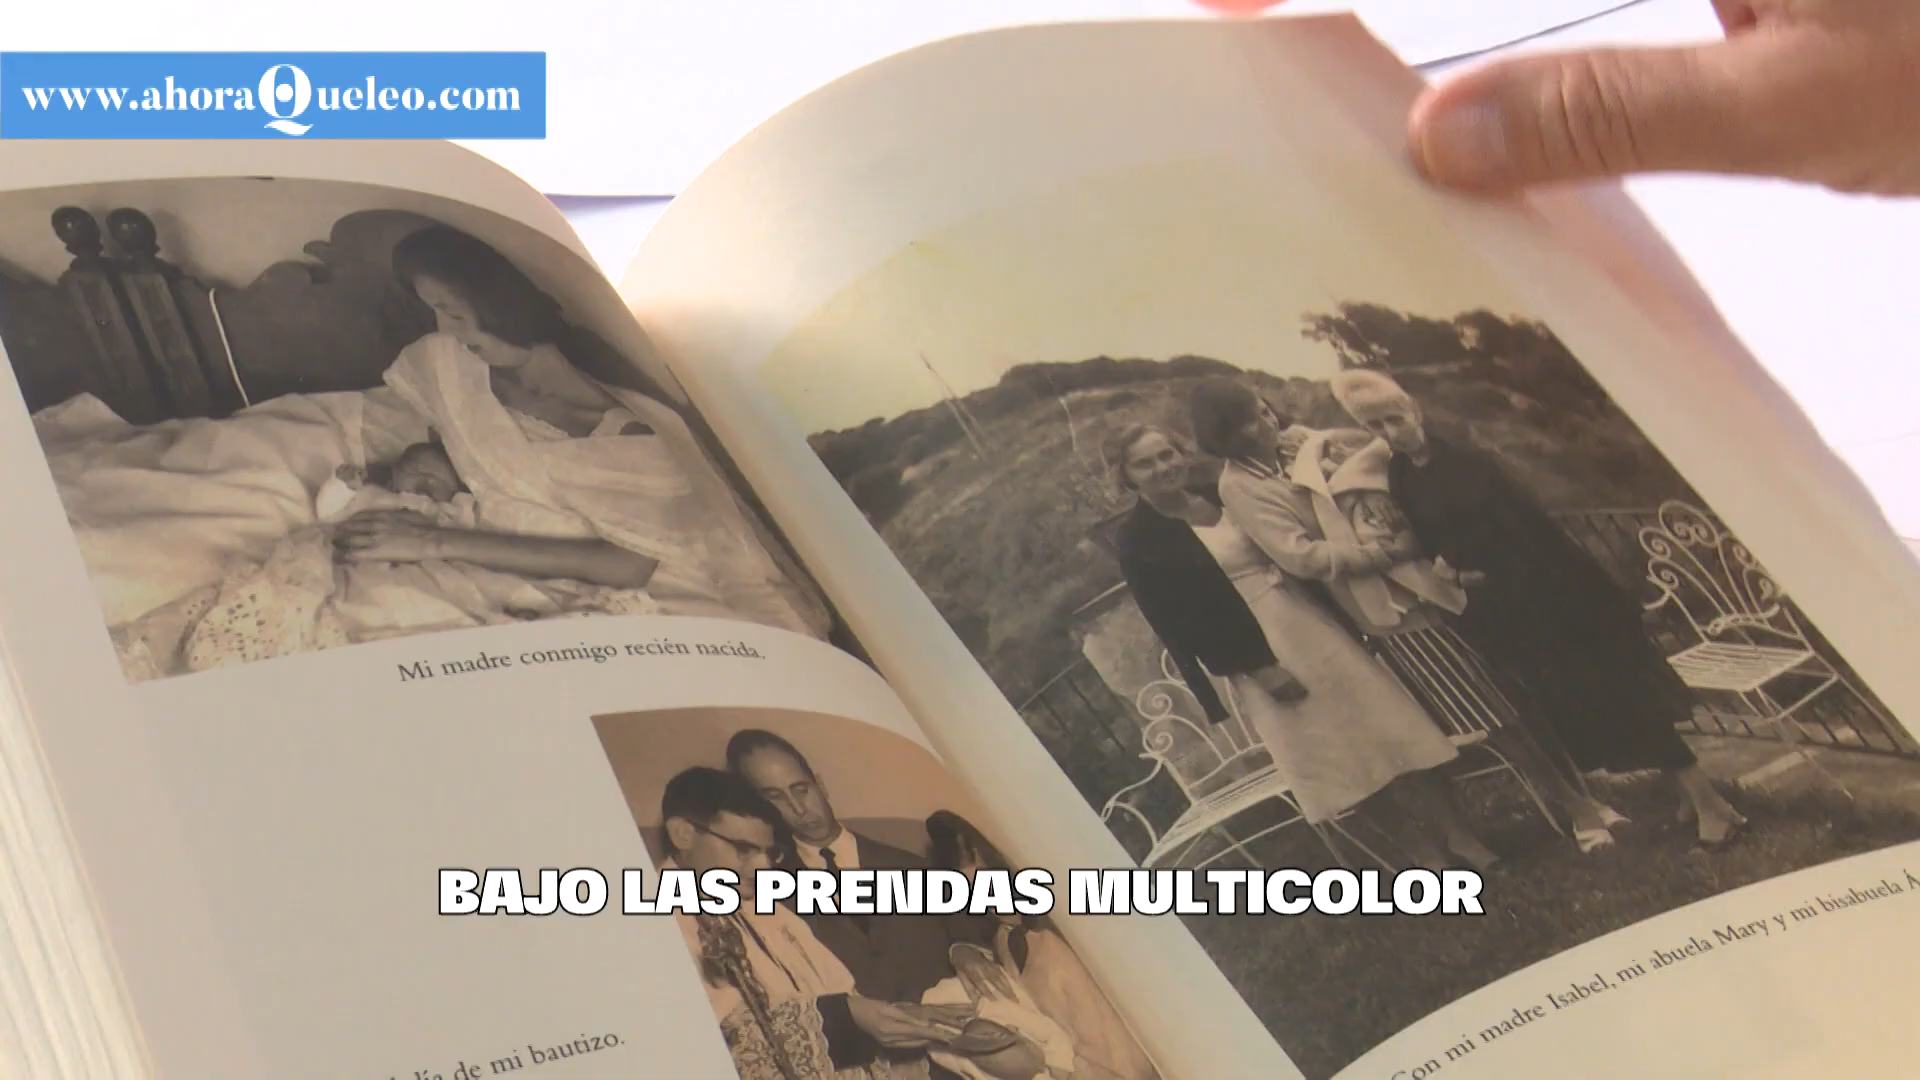 www.ahoraQueleo.com
Mi madre conmigo recién nacida.
día de mi bautizo.
Con mi madre Isabel, mi abuela Mary y mi bisabuela
BAJO LAS PRENDAS MULTICOLOR